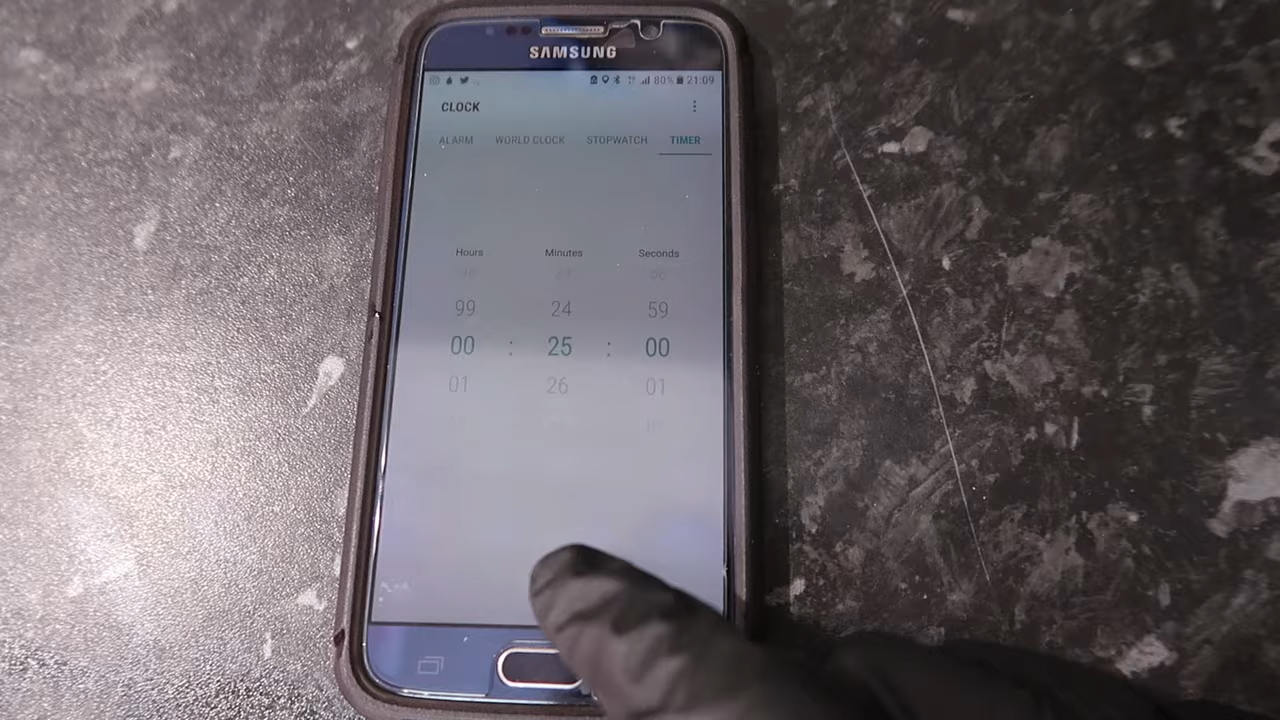 SAMSUNG
80% 21:09
CLOCK
ALARM WORLD CLOCK STOPWATCH TIMER
Hours Minutes Seconds
99 24 59
00 : 25 : 00
01 26 01